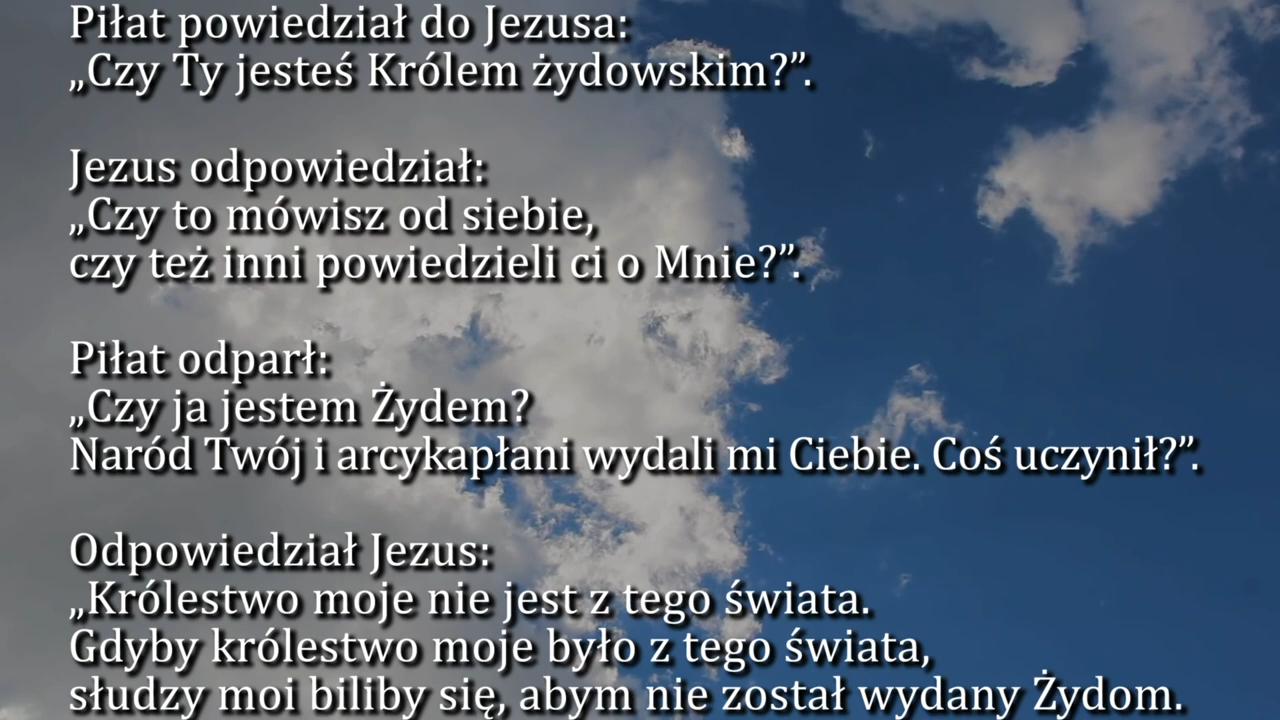 Piłat powiedział do Jezusa:
„Czy Ty jesteś Królem żydowskim?”.
Jezus odpowiedział:
„Czy to mówisz od siebie,
czy też inni powiedzieli ci o Mnie?”.
Piłat odparł:
„Czy ja jestem Żydem?
Naród Twój i arcykapłani wydali mi Ciebie. Coś uczynił?”.
Odpowiedział Jezus:
„Królestwo moje nie jest z tego świata.
Gdyby królestwo moje było z tego świata,
słudzy moi biliby się, abym nie został wydany Żydom.